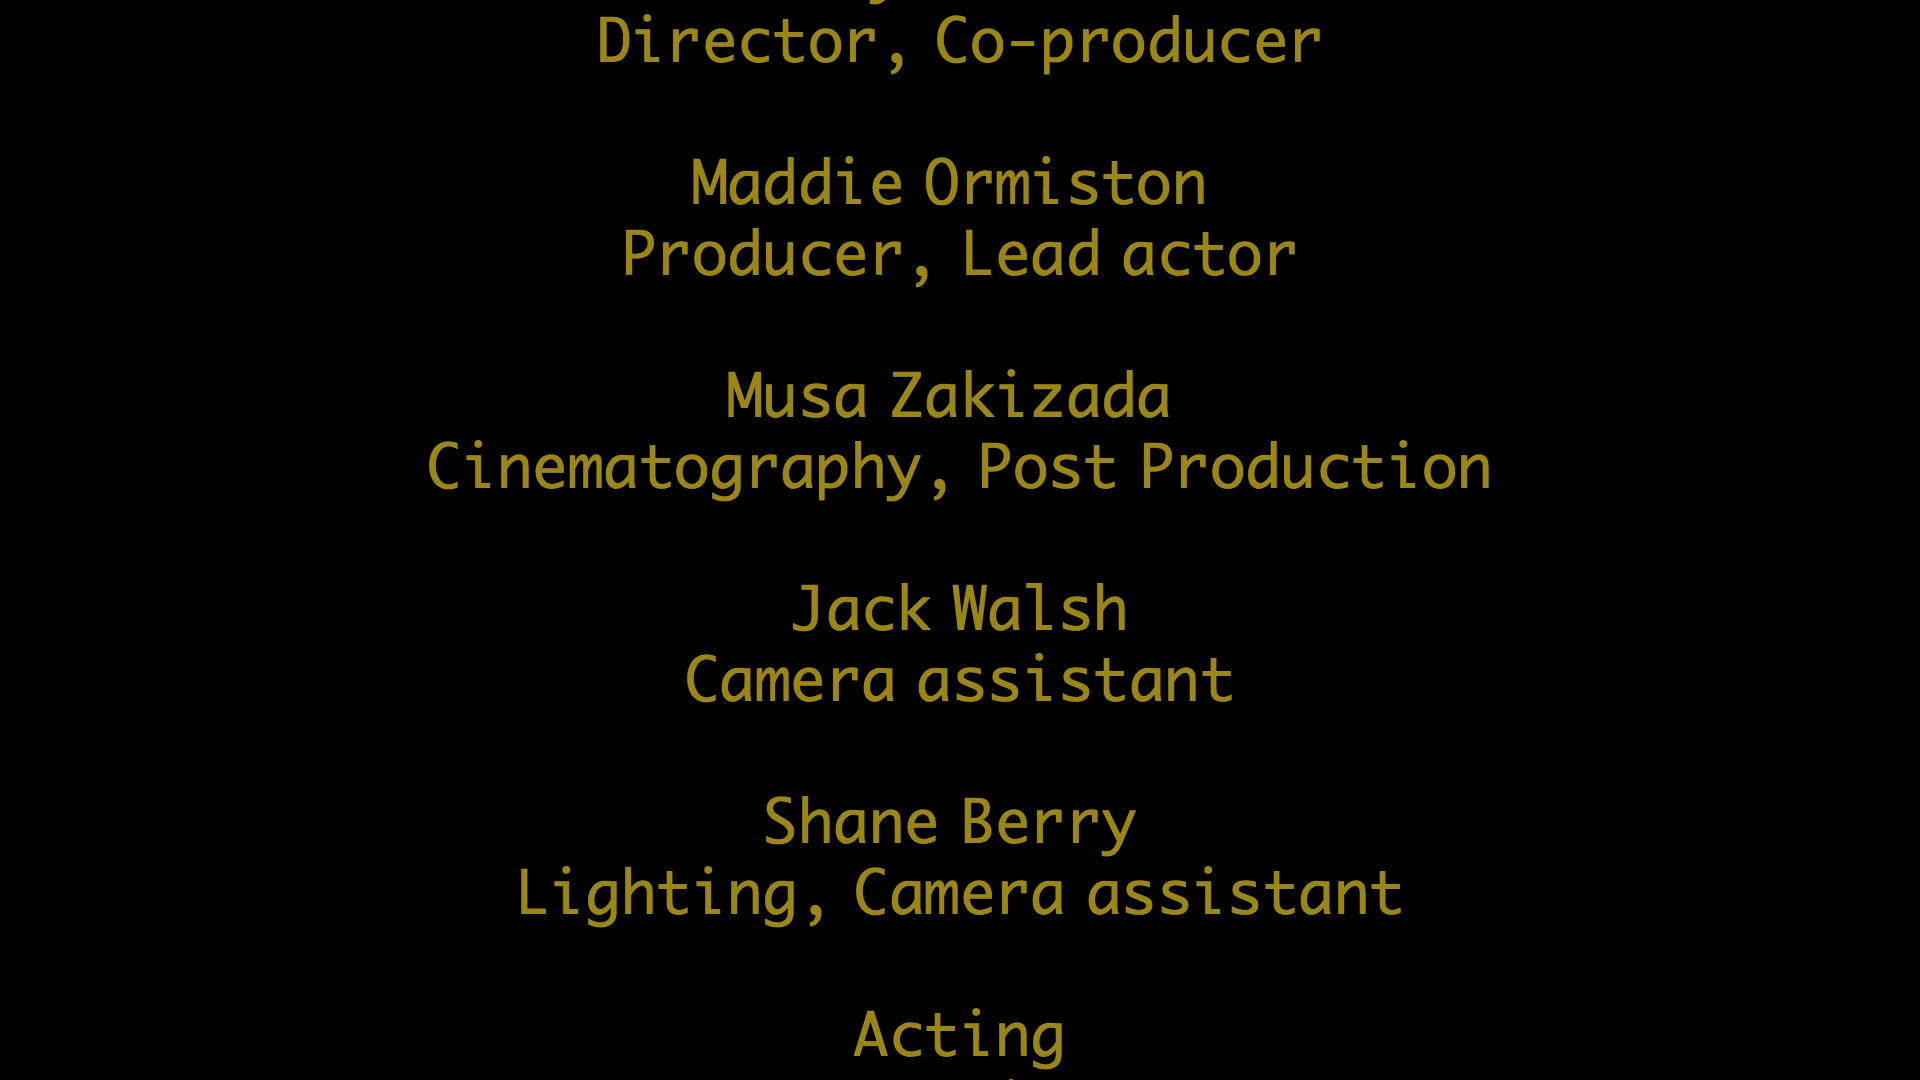 Director, Co-producer
Maddie Ormiston
Producer, Lead actor
Musa Zakizada
Cinematography, Post Production
Jack Walsh
Camera assistant
Shane Berry
Lighting, Camera assistant
Acting